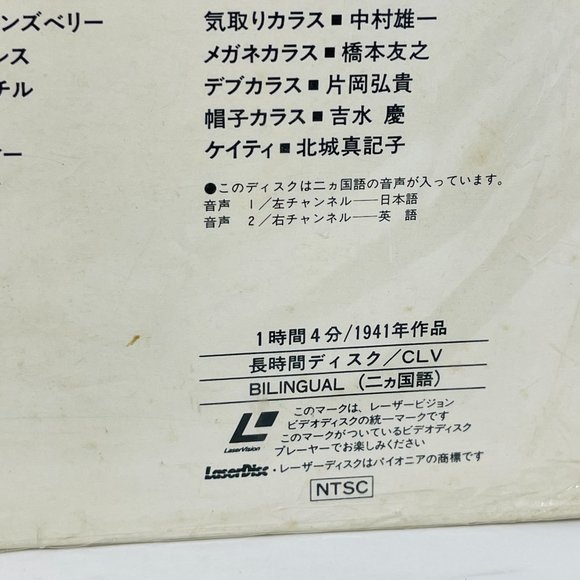 ンズベリー
レス
チル
ー
気取りカラス■中村雄一
メガネカラス■橋本友之
デブカラス■片岡弘貴
帽子カラス■吉水 慶
ケイティ■北城真記子
●このディスクは二ヵ国語の音声が入っています。
音声 1/左チャンネル――日本語
音声 2/右チャンネル――英 語
1時間4分/1941年作品
長時間ディスク/CLV
BILINGUAL (二ヵ国語)
このマークは、レーザービジョン
ビデオディスクの統一マークです
このマークがついているビデオディスク
プレーヤーでお楽しみください
LaserVision
LaserDisc・レーザーディスクはパイオニアの商標です
NTSC